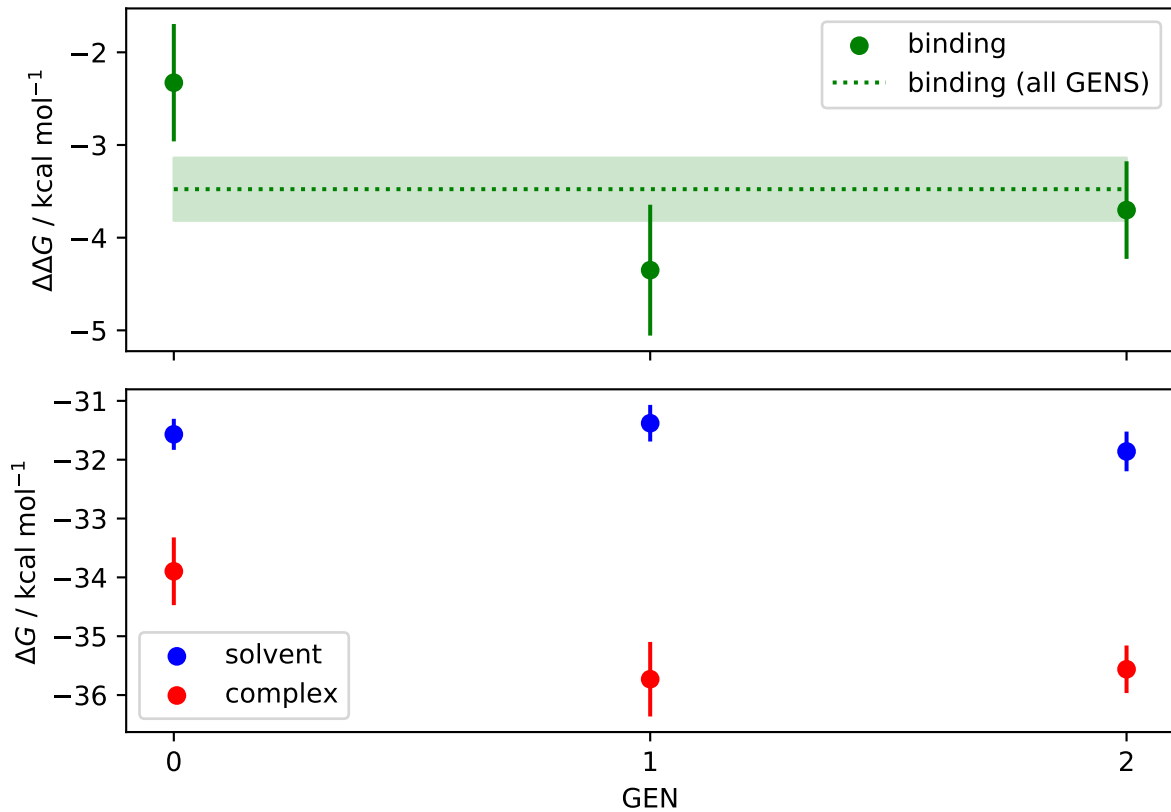 −2
−3
−4
−5
ΔΔG / kcal mol⁻¹
binding
binding (all GENS)
−31
−32
−33
−34
−35
−36
ΔG / kcal mol⁻¹
solvent
complex
0 1 2
GEN